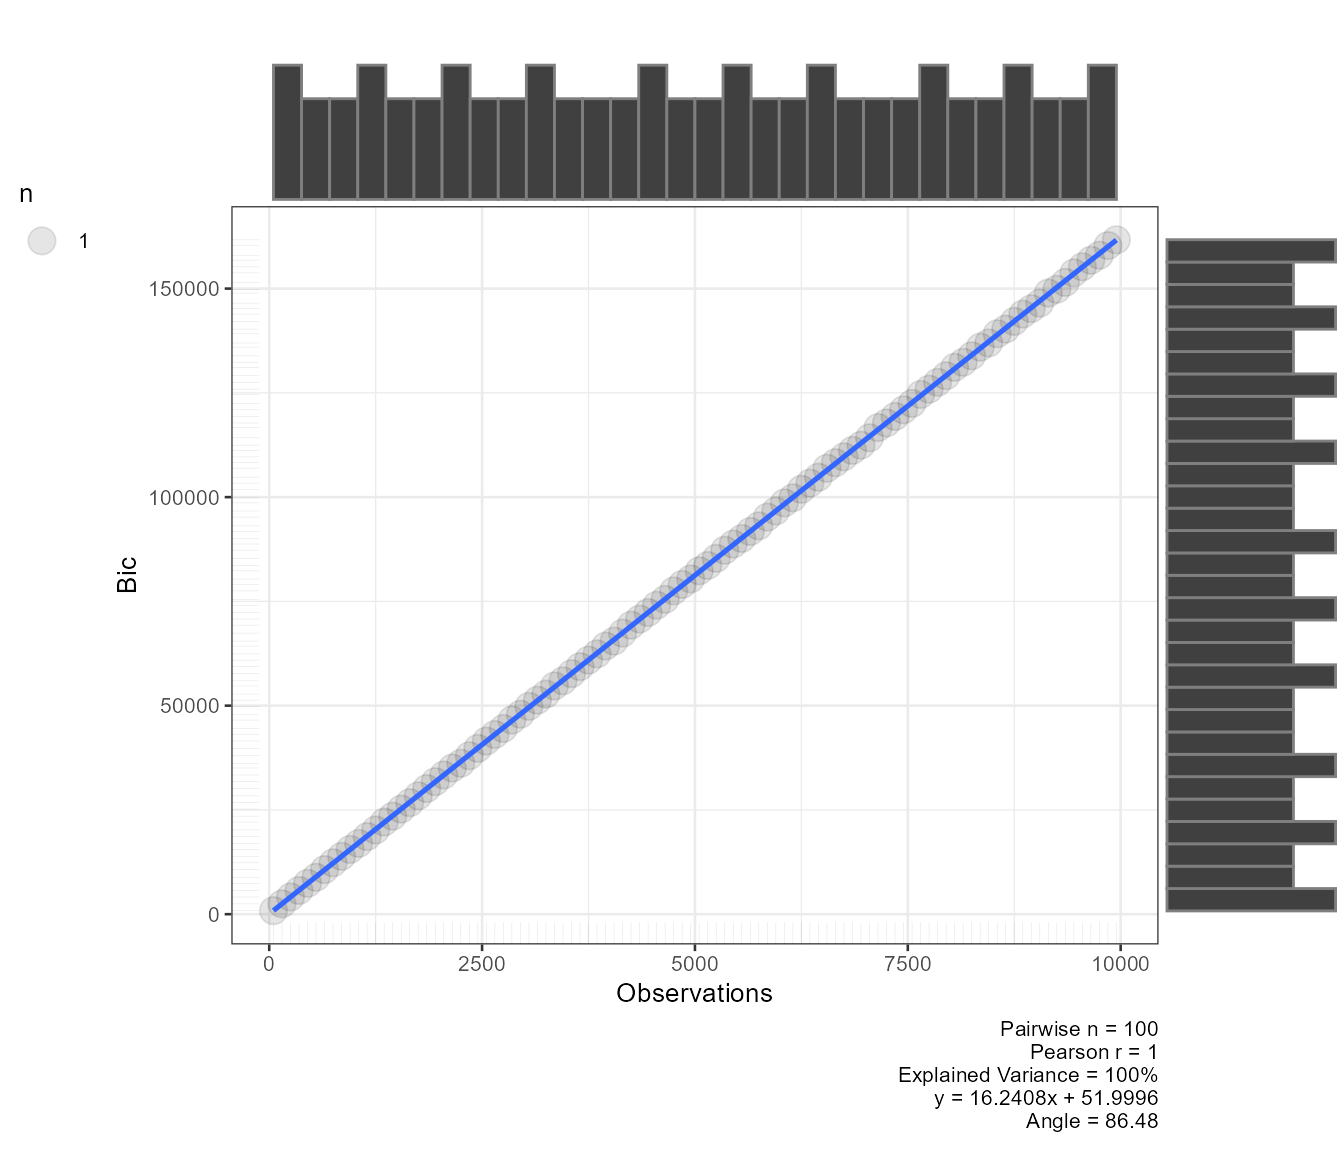 n
1
150000
100000
50000
0
Bic
0 2500 5000 7500 10000
Observations
Pairwise n = 100
Pearson r = 1
Explained Variance = 100%
y = 16.2408x + 51.9996
Angle = 86.48